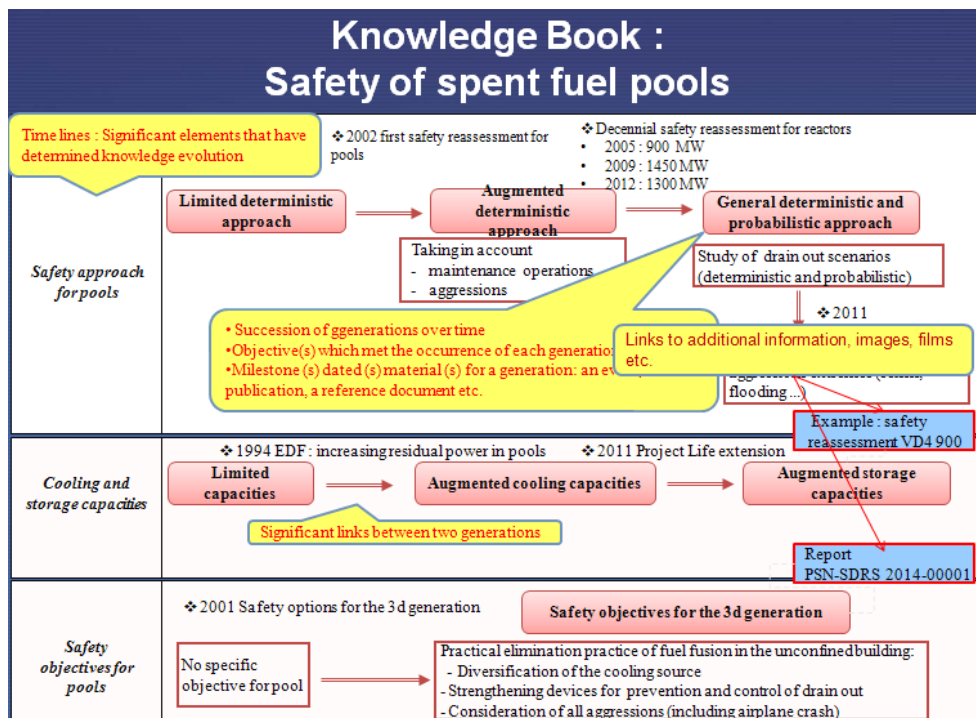 Knowledge Book :
Safety of spent fuel pools
Time lines : Significant elements that have
determined knowledge evolution
❖ 2002 first safety reassessment for
pools
❖ Decennial safety reassessment for reactors
• 2005 : 900 MW
• 2009 : 1450 MW
• 2012 : 1300 MW
Safety approach
for pools
Limited deterministic
approach
Augmented
deterministic
approach
General deterministic and
probabilistic approach
Taking in account
- maintenance operations
- aggressions
Study of drain out scenarios
(deterministic and probabilistic)
❖ 2011
• Succession of ggenerations over time
• Objective(s) which met the occurrence of each generation
• Milestone (s) dated (s) material (s) for a generation: an
publication, a reference document etc.
Links to additional information, images, films
etc.
flooding ...)
Example : safety
reassessment VD4 900
Cooling and
storage capacities
❖ 1994 EDF : increasing residual power in pools
❖ 2011 Project Life extension
Limited
capacities
Augmented cooling capacities
Augmented storage
capacities
Significant links between two generations
Report
PSN-SDRS 2014-00001
Safety
objectives for
pools
❖ 2001 Safety options for the 3d generation
Safety objectives for the 3d generation
No specific
objective for pool
Practical elimination practice of fuel fusion in the unconfined building:
- Diversification of the cooling source
- Strengthening devices for prevention and control of drain out
- Consideration of all aggressions (including airplane crash)